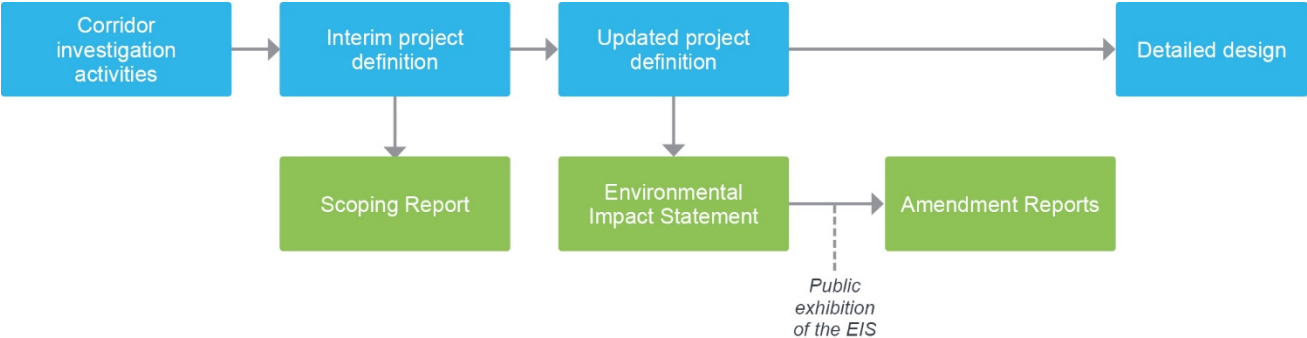 Corridor
investigation
activities
Interim project
definition
Updated project
definition
Detailed design
Scoping Report
Environmental
Impact Statement
Amendment Reports
Public
exhibition
of the EIS